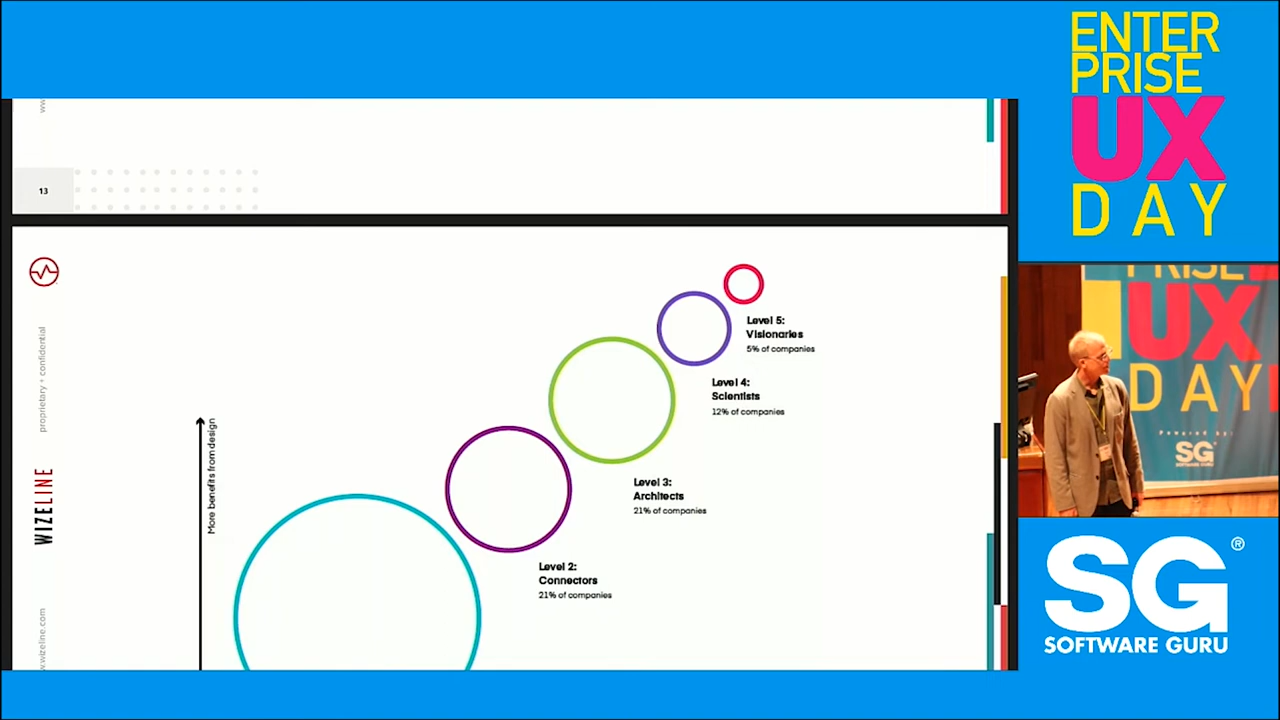 ENTER
PRISE
UX
DAY
13
proprietary + confidential
WIZELINE
w.wizeline.com
More benefits from design
Level 5:
Visionaries
5% of companies
Level 4:
Scientists
12% of companies
Level 3:
Architects
21% of companies
Level 2:
Connectors
21% of companies
PRISE
UX
DAY
Powered by:
SG
SOFTWARE GURU
SG®
SOFTWARE GURU